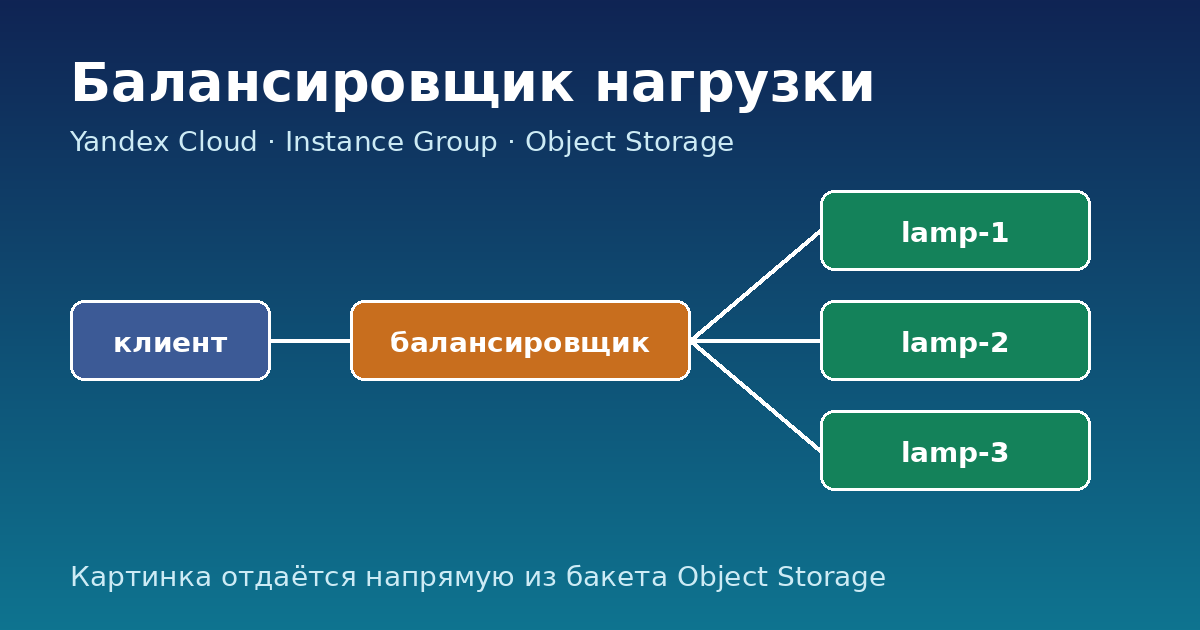 Балансировщик нагрузки
Yandex Cloud · Instance Group · Object Storage
lamp-1
клиент
балансировщик
lamp-2
lamp-3
Картинка отдаётся напрямую из бакета Object Storage